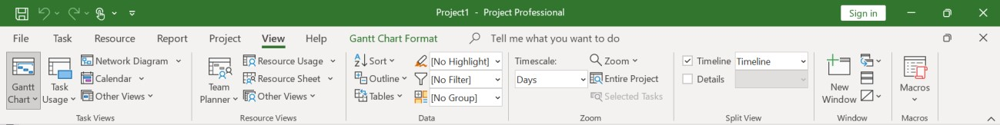 Project1 - Project Professional
Sign in
File Task Resource Report Project View Help Gantt Chart Format Tell me what you want to do
Gantt Chart
Task Usage
Network Diagram
Calendar
Other Views
Task Views
Team Planner
Resource Usage
Resource Sheet
Other Views
Resource Views
Sort
Outline
Tables
[No Highlight]
[No Filter]
[No Group]
Data
Timescale:
Days
Zoom
Entire Project
Selected Tasks
Zoom
Timeline Timeline
Details
Split View
New Window
Window
Macros
Macros